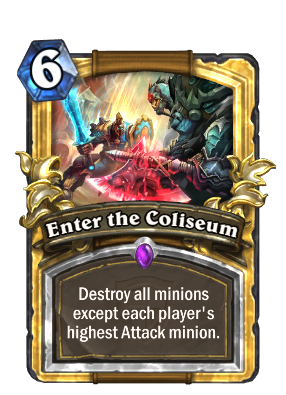 6
Enter the Coliseum
Destroy all minions
except each player's
highest Attack minion.